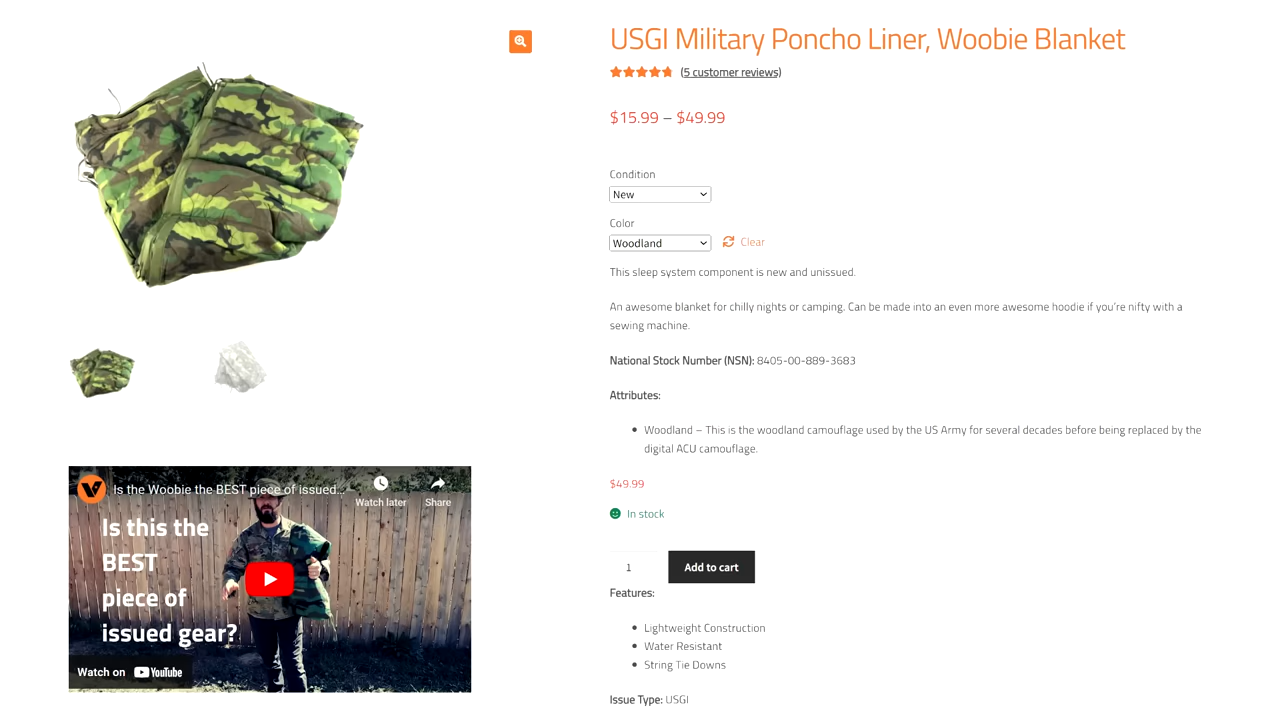 USGI Military Poncho Liner, Woobie Blanket
(5 customer reviews)
$15.99 – $49.99
Condition
New
Color
Woodland
Clear
This sleep system component is new and unissued.
An awesome blanket for chilly nights or camping. Can be made into an even more awesome hoodie if you're nifty with a
sewing machine.
National Stock Number (NSN): 8405-00-889-3683
Attributes:
Woodland – This is the woodland camouflage used by the US Army for several decades before being replaced by the
digital ACU camouflage.
$49.99
In stock
1
Add to cart
Features:
Lightweight Construction
Water Resistant
String Tie Downs
Issue Type: USGI
Is the Woobie the BEST piece of issued...
Watch later
Share
Is this the
BEST
piece of
issued gear?
Watch on YouTube